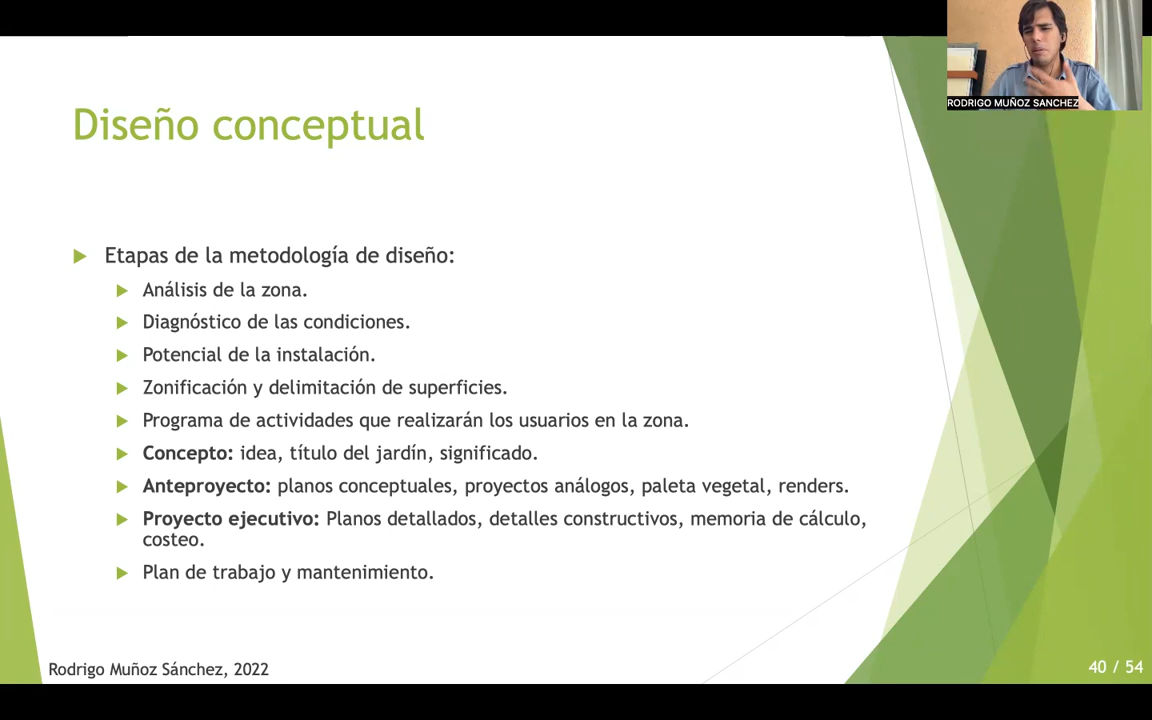 RODRIGO MUÑOZ SANCHEZ
Diseño conceptual
Etapas de la metodología de diseño:
Análisis de la zona.
Diagnóstico de las condiciones.
Potencial de la instalación.
Zonificación y delimitación de superficies.
Programa de actividades que realizarán los usuarios en la zona.
Concepto: idea, título del jardín, significado.
Anteproyecto: planos conceptuales, proyectos análogos, paleta vegetal, renders.
Proyecto ejecutivo: Planos detallados, detalles constructivos, memoria de cálculo,
costeo.
Plan de trabajo y mantenimiento.
Rodrigo Muñoz Sánchez, 2022
40 / 54